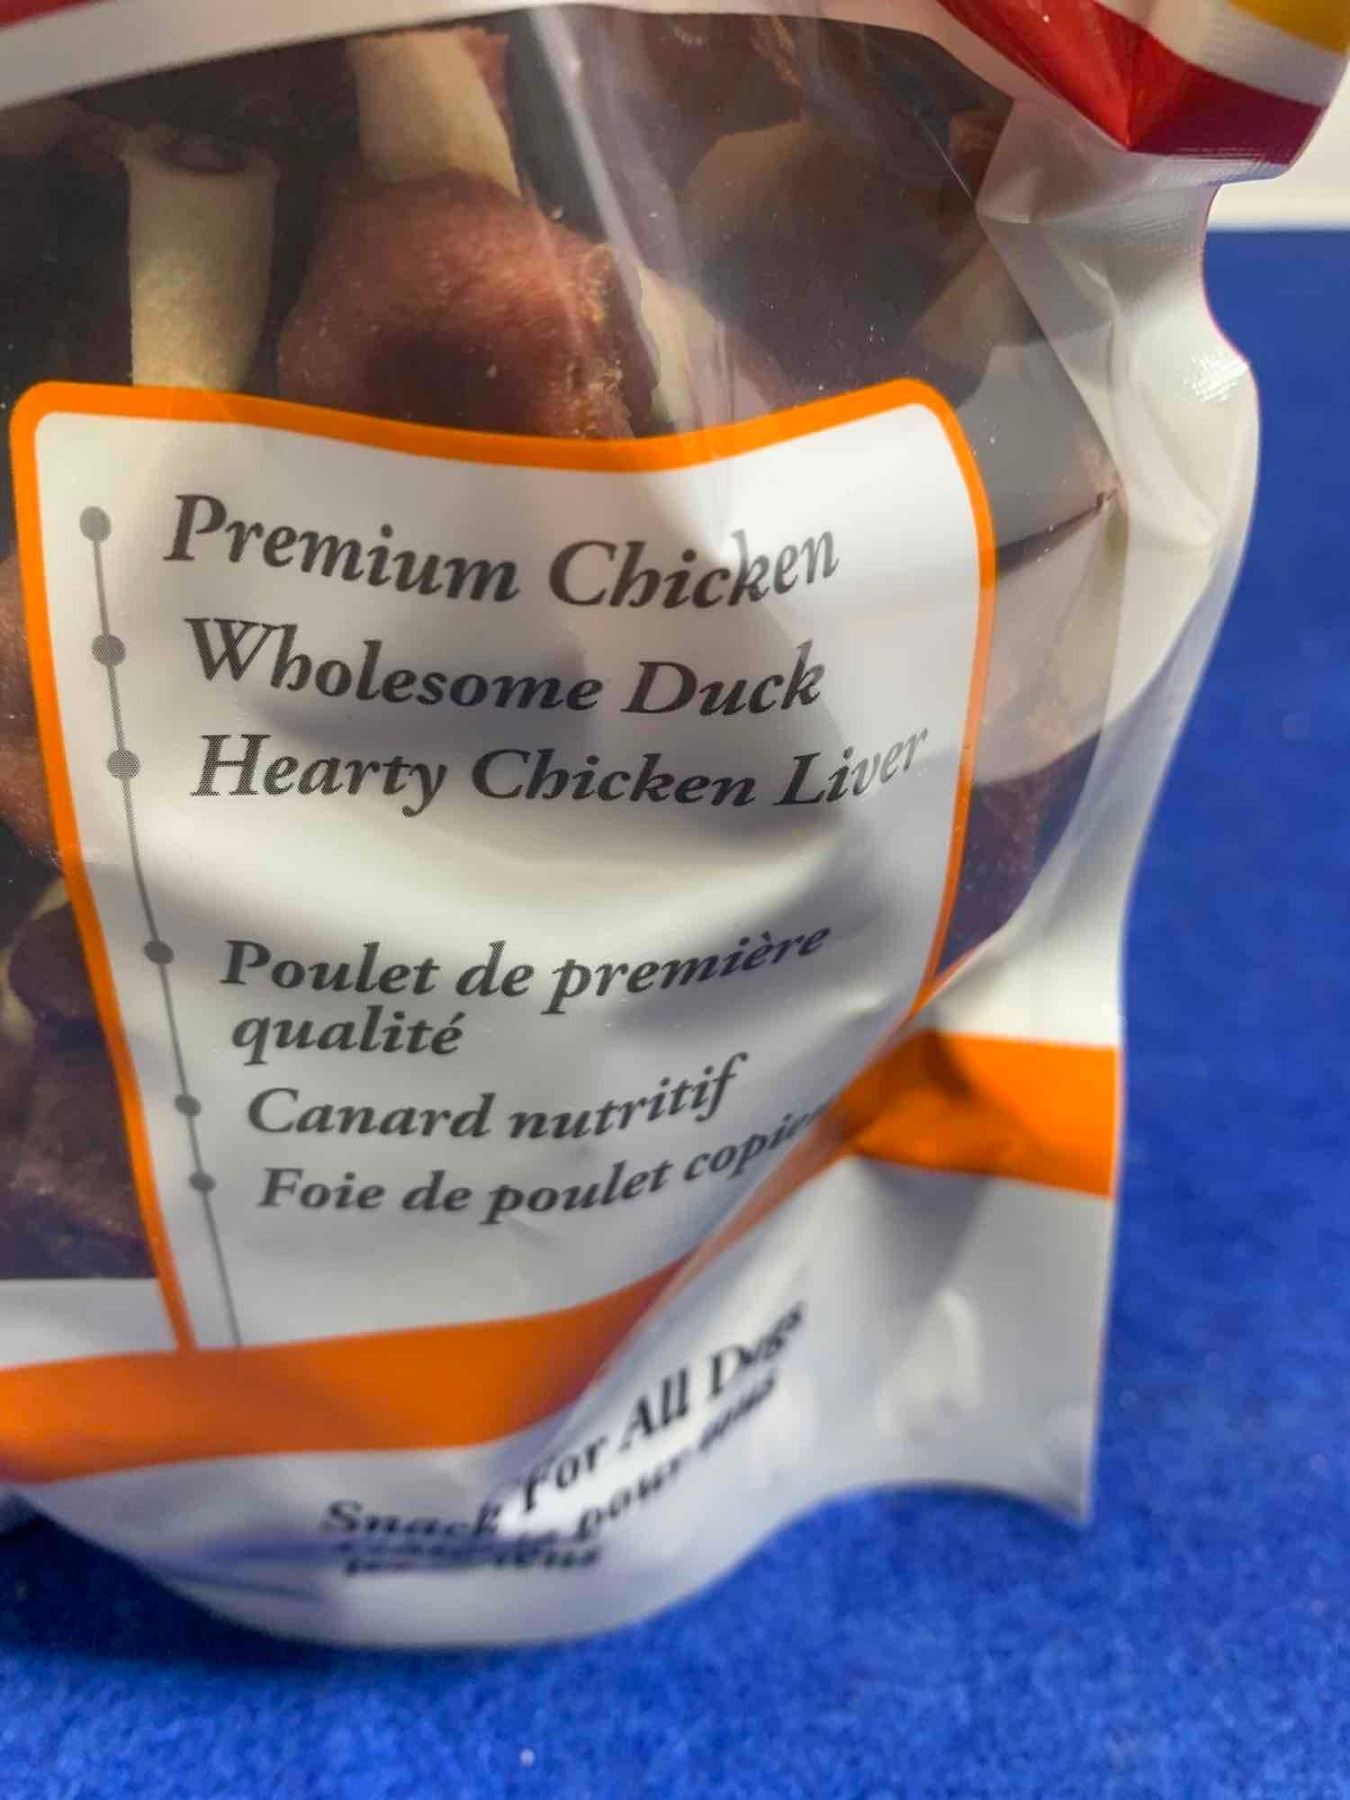 Premium Chicken
Wholesome Duck
Hearty Chicken Liver
Poulet de première
qualité
Canard nutritif
Foie de poulet
Snack For All Dogs
pour